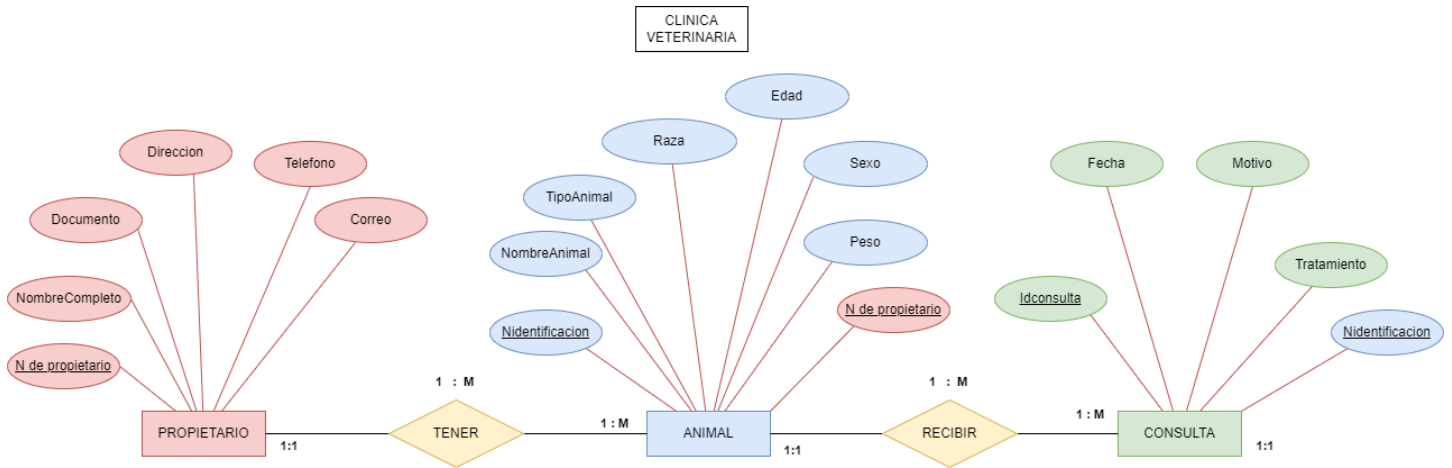 CLINICA
VETERINARIA
Edad
Raza
Direccion
Telefono
Sexo
Fecha
Motivo
TipoAnimal
Documento
Correo
NombreAnimal
Peso
Tratamiento
NombreCompleto
Idconsulta
N de propietario
Nidentificacion
Nidentificacion
N de propietario
1 : M
1 : M
1 : M
1 : M
PROPIETARIO
TENER
ANIMAL
RECIBIR
CONSULTA
1:1
1:1
1:1